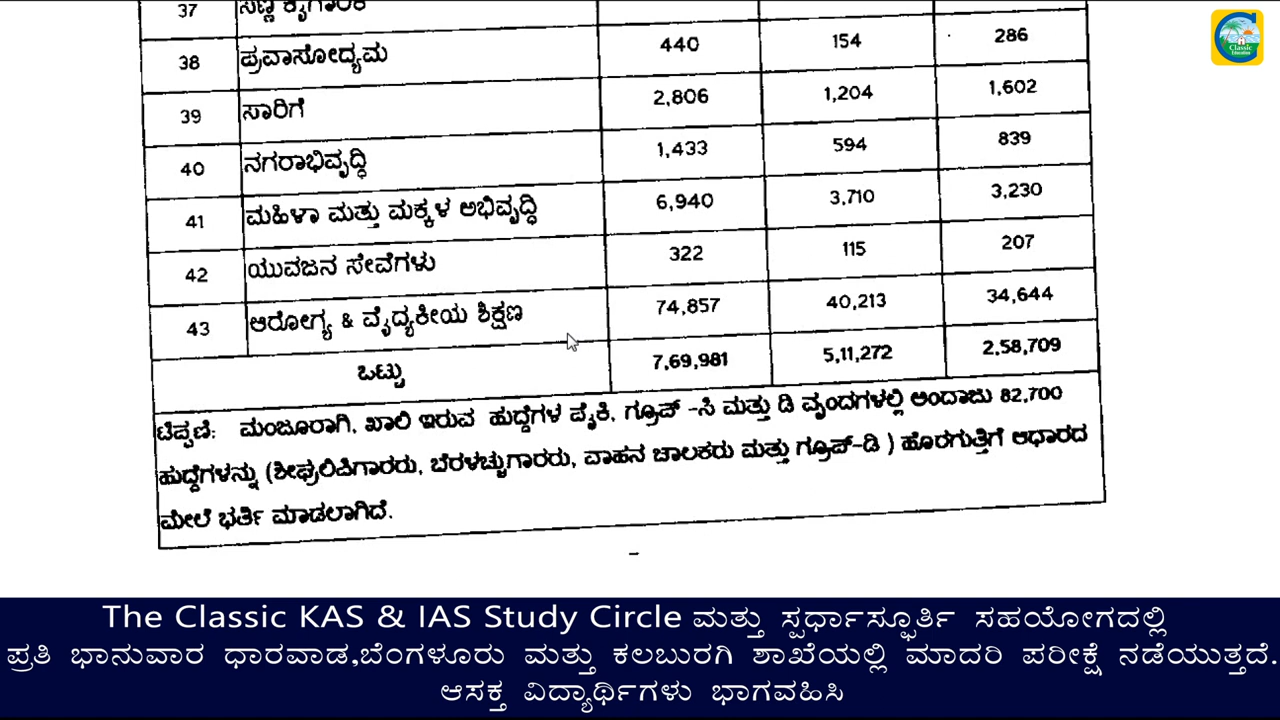 37 ಸಣ್ಣ ಕೈಗಾರಿಕೆ
38 ಪ್ರವಾಸೋದ್ಯಮ 440 154 286
39 ಸಾರಿಗೆ 2,806 1,204 1,602
40 ನಗರಾಭಿವೃದ್ಧಿ 1,433 594 839
41 ಮಹಿಳಾ ಮತ್ತು ಮಕ್ಕಳ ಅಭಿವೃದ್ಧಿ 6,940 3,710 3,230
42 ಯುವಜನ ಸೇವೆಗಳು 322 115 207
43 ಆರೋಗ್ಯ & ವೈದ್ಯಕೀಯ ಶಿಕ್ಷಣ 74,857 40,213 34,644
ಒಟ್ಟು 7,69,981 5,11,272 2,58,709
ಟಿಪ್ಪಣಿ: ಮಂಜೂರಾಗಿ, ಖಾಲಿ ಇರುವ ಹುದ್ದೆಗಳ ಪೈಕಿ, ಗ್ರೂಪ್ -ಸಿ ಮತ್ತು ಡಿ ವೃಂದಗಳಲ್ಲಿ ಅಂದಾಜು 82,700
ಹುದ್ದೆಗಳನ್ನು (ಶೀಘ್ರಲಿಪಿಗಾರರು, ಬೆರಳಚ್ಚುಗಾರರು, ವಾಹನ ಚಾಲಕರು ಮತ್ತು ಗ್ರೂಪ್-ಡಿ ) ಹೊರಗುತ್ತಿಗೆ ಆಧಾರದ
ಮೇಲೆ ಭರ್ತಿ ಮಾಡಲಾಗಿದೆ.
Classic
Education
The Classic KAS & IAS Study Circle ಮತ್ತು ಸ್ಪರ್ಧಾಸ್ಫೂರ್ತಿ ಸಹಯೋಗದಲ್ಲಿ
ಪ್ರತಿ ಭಾನುವಾರ ಧಾರವಾಡ,ಬೆಂಗಳೂರು ಮತ್ತು ಕಲಬುರಗಿ ಶಾಖೆಯಲ್ಲಿ ಮಾದರಿ ಪರೀಕ್ಷೆ ನಡೆಯುತ್ತದೆ.
ಆಸಕ್ತ ವಿದ್ಯಾರ್ಥಿಗಳು ಭಾಗವಹಿಸಿ